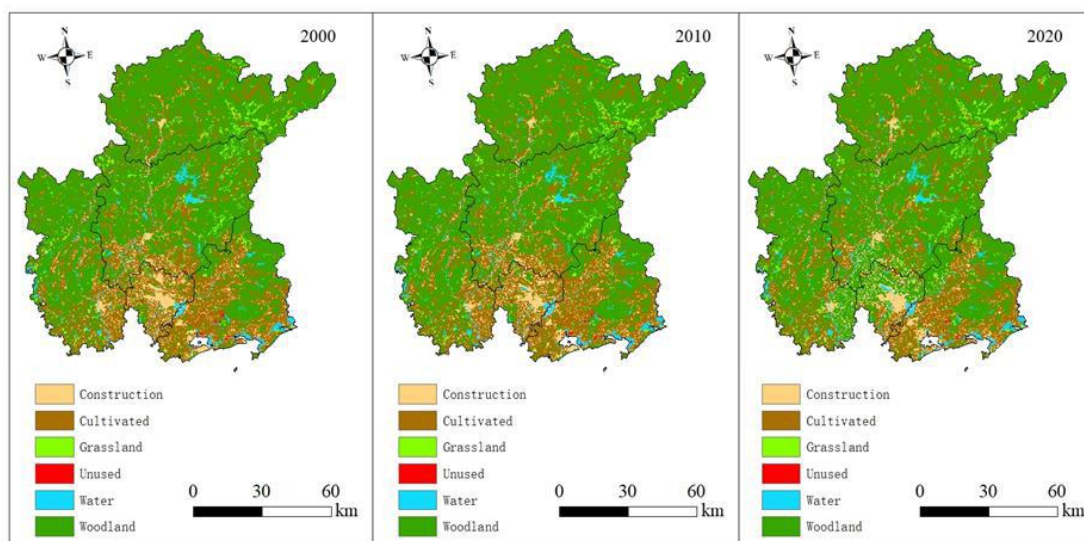 2000
N
W E
S
Construction
Cultivated
Grassland
Unused
Water
Woodland
0 30 60
km
2010
N
W E
S
Construction
Cultivated
Grassland
Unused
Water
Woodland
0 30 60
km
2020
N
W E
S
Construction
Cultivated
Grassland
Unused
Water
Woodland
0 30 60
km